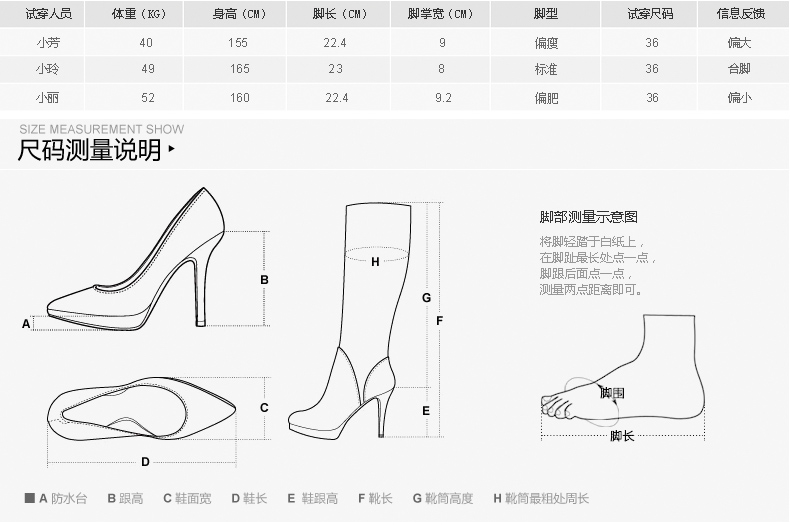 试穿人员 体重(KG) 身高(CM) 脚长(CM) 脚掌宽(CM) 脚型 试穿尺码 信息反馈
小芳 40 155 22.4 9 偏瘦 36 偏大
小玲 49 165 23 8 标准 36 合脚
小丽 52 160 22.4 9.2 偏肥 36 偏小
SIZE MEASUREMENT SHOW
尺码测量说明
A
B
C
D
H
G
F
E
脚部测量示意图
将脚轻踏于白纸上，
在脚趾最长处点一点，
脚跟后面点一点，
测量两点距离即可。
脚围
脚长
A 防水台 B 跟高 C 鞋面宽 D 鞋长 E 鞋跟高 F 靴长 G 靴筒高度 H 靴筒最粗处周长